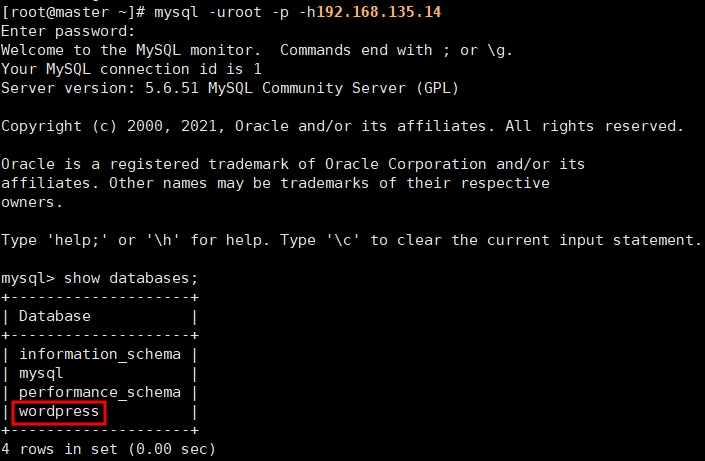 [root@master ~]# mysql -uroot -p -h192.168.135.14
Enter password:
Welcome to the MySQL monitor.  Commands end with ; or \g.
Your MySQL connection id is 1
Server version: 5.6.51 MySQL Community Server (GPL)

Copyright (c) 2000, 2021, Oracle and/or its affiliates. All rights reserved.

Oracle is a registered trademark of Oracle Corporation and/or its
affiliates. Other names may be trademarks of their respective
owners.

Type 'help;' or '\h' for help. Type '\c' to clear the current input statement.

mysql> show databases;
+--------------------+
| Database           |
+--------------------+
| information_schema |
| mysql              |
| performance_schema |
| wordpress          |
+--------------------+
4 rows in set (0.00 sec)